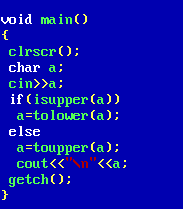 void main()
{
clrscr();
char a;
cin>>a;
if(isupper(a))
a=tolower(a);
else
a=toupper(a);
cout<<"\n"<<a;
getch();
}